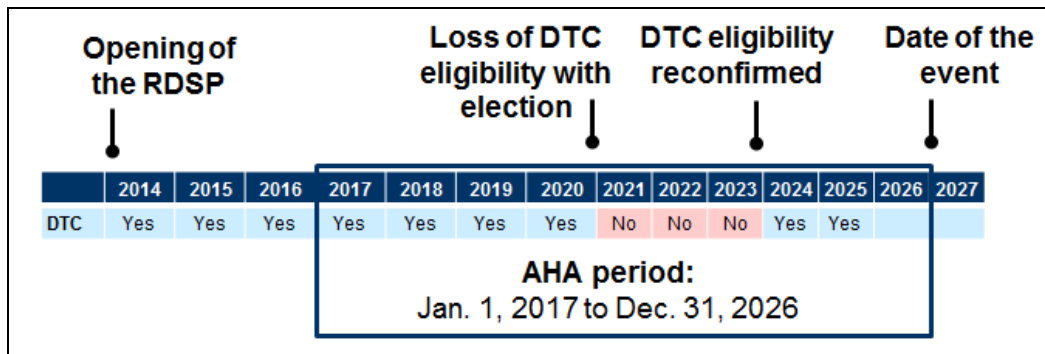 Opening of
the RDSP
Loss of DTC
eligibility with
election
DTC eligibility
reconfirmed
Date of the
event
2014 2015 2016 2017 2018 2019 2020 2021 2022 2023 2024 2025 2026 2027
DTC Yes Yes Yes Yes Yes Yes Yes No No No Yes Yes
AHA period:
Jan. 1, 2017 to Dec. 31, 2026